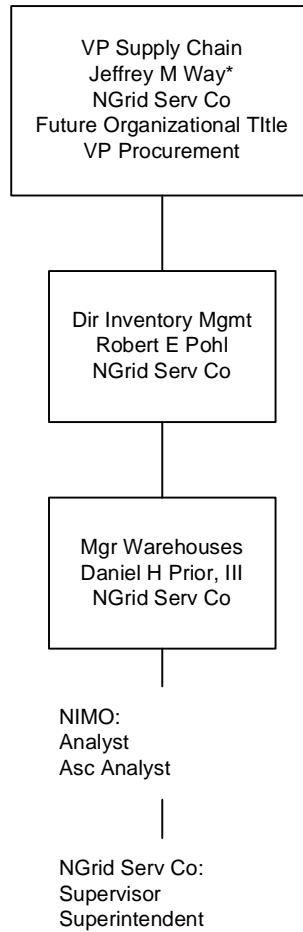 VP Supply Chain
Jeffrey M Way*
NGrid Serv Co
Future Organizational TItle
VP Procurement
Dir Inventory Mgmt
Robert E Pohl
NGrid Serv Co
Mgr Warehouses
Daniel H Prior, III
NGrid Serv Co
NIMO:
Analyst
Asc Analyst
NGrid Serv Co:
Supervisor
Superintendent